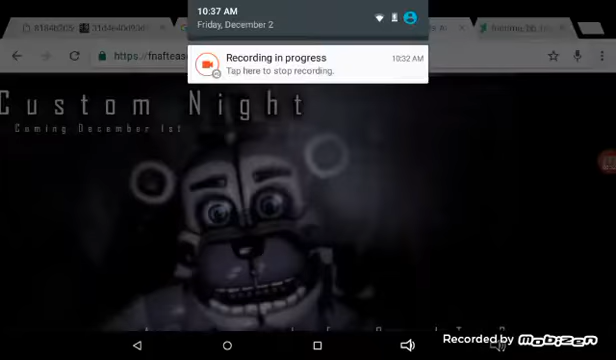 10:37 AM
Friday, December 2
https://fnaftease
Recording in progress
10:32 AM
Tap here to stop recording.
Custom Night
Coming December 1st
Recorded by mobizen